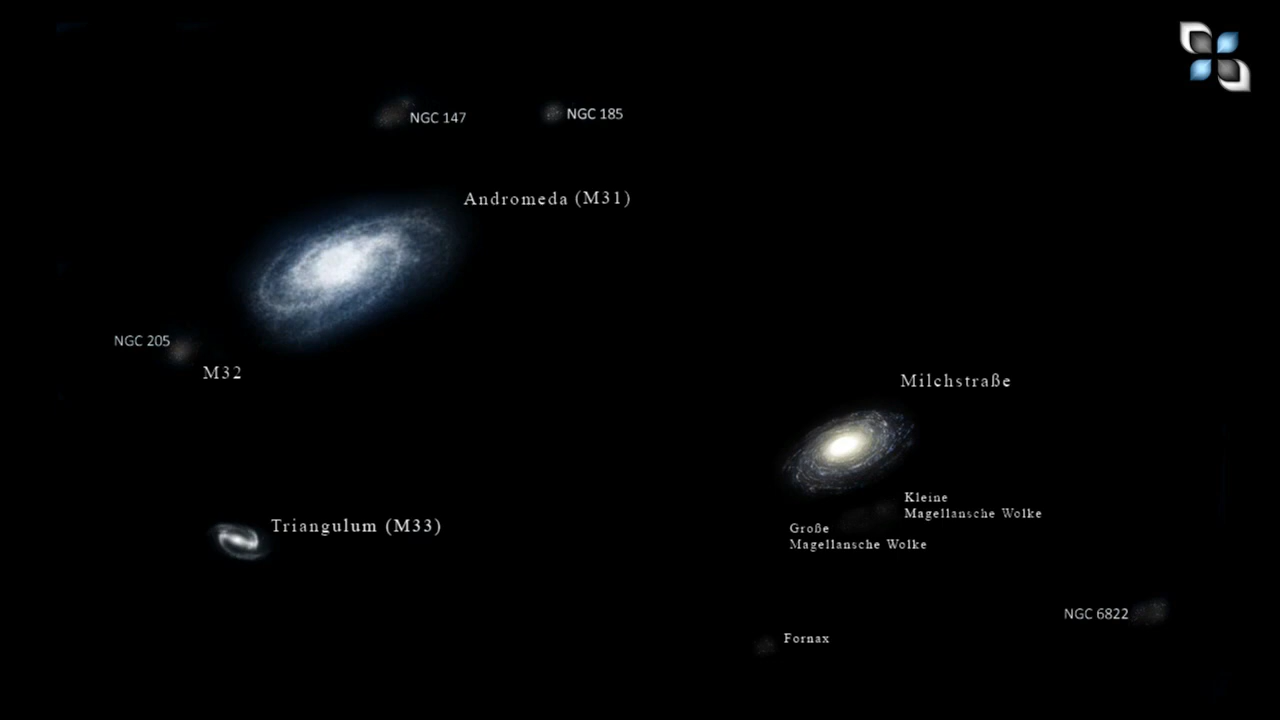 NGC 147
NGC 185
Andromeda (M31)
NGC 205
M32
Milchstraße
Kleine
Magellansche Wolke
Große
Magellansche Wolke
Triangulum (M33)
NGC 6822
Fornax